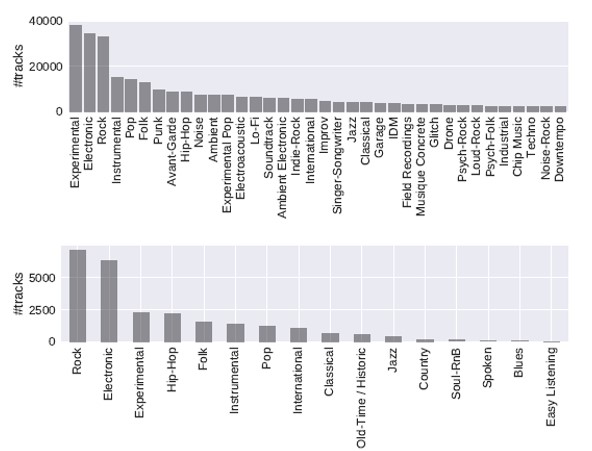 40000
20000
0
#tracks
Experimental
Electronic
Rock
Instrumental
Pop
Folk
Punk
Avant-Garde
Hip-Hop
Noise
Ambient
Experimental Pop
Electroacoustic
Lo-Fi
Soundtrack
Ambient Electronic
Indie-Rock
International
Improv
Singer-Songwriter
Jazz
Classical
Garage
IDM
Field Recordings
Musique Concrete
Glitch
Drone
Psych-Rock
Loud-Rock
Psych-Folk
Industrial
Chip Music
Techno
Noise-Rock
Downtempo
5000
2500
0
#tracks
Rock
Electronic
Experimental
Hip-Hop
Folk
Instrumental
Pop
International
Classical
Old-Time / Historic
Jazz
Country
Soul-RnB
Spoken
Blues
Easy Listening